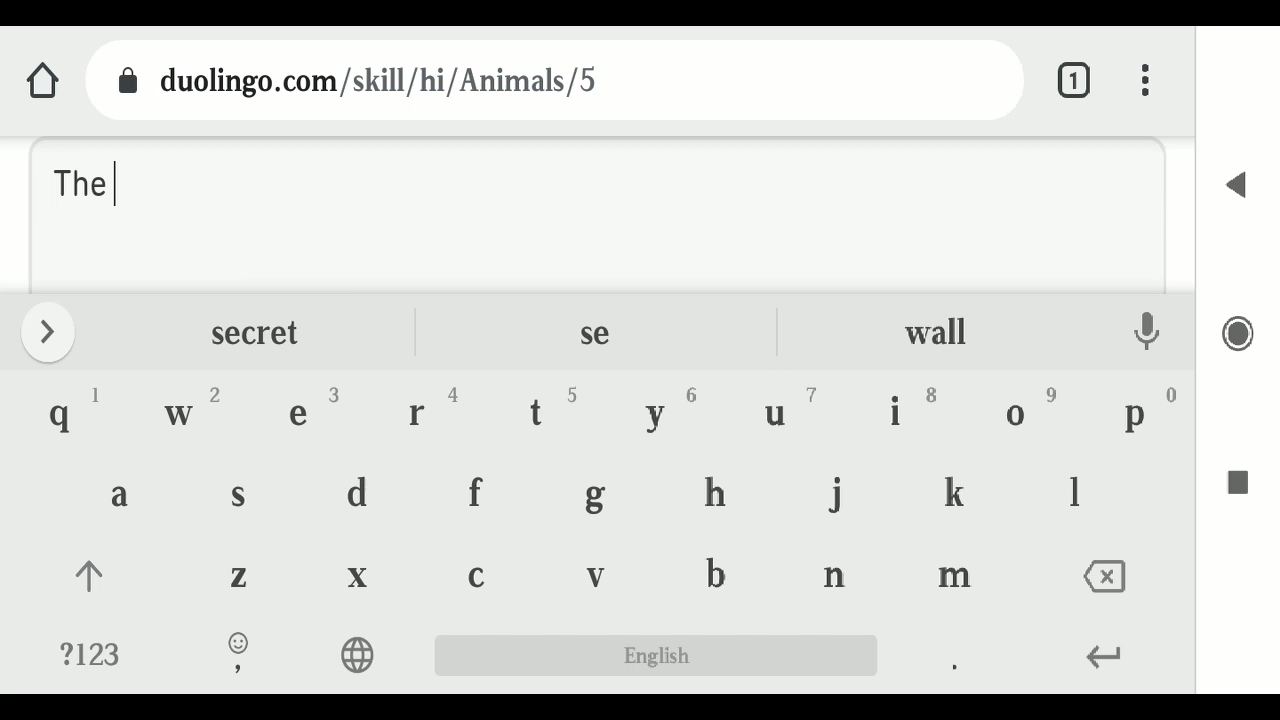 duolingo.com/skill/hi/Animals/5
1
The
secret se wall
q 1 w 2 e 3 r 4 t 5 y 6 u 7 i 8 o 9 p 0
a s d f g h j k l
z x c v b n m
?123 , English .